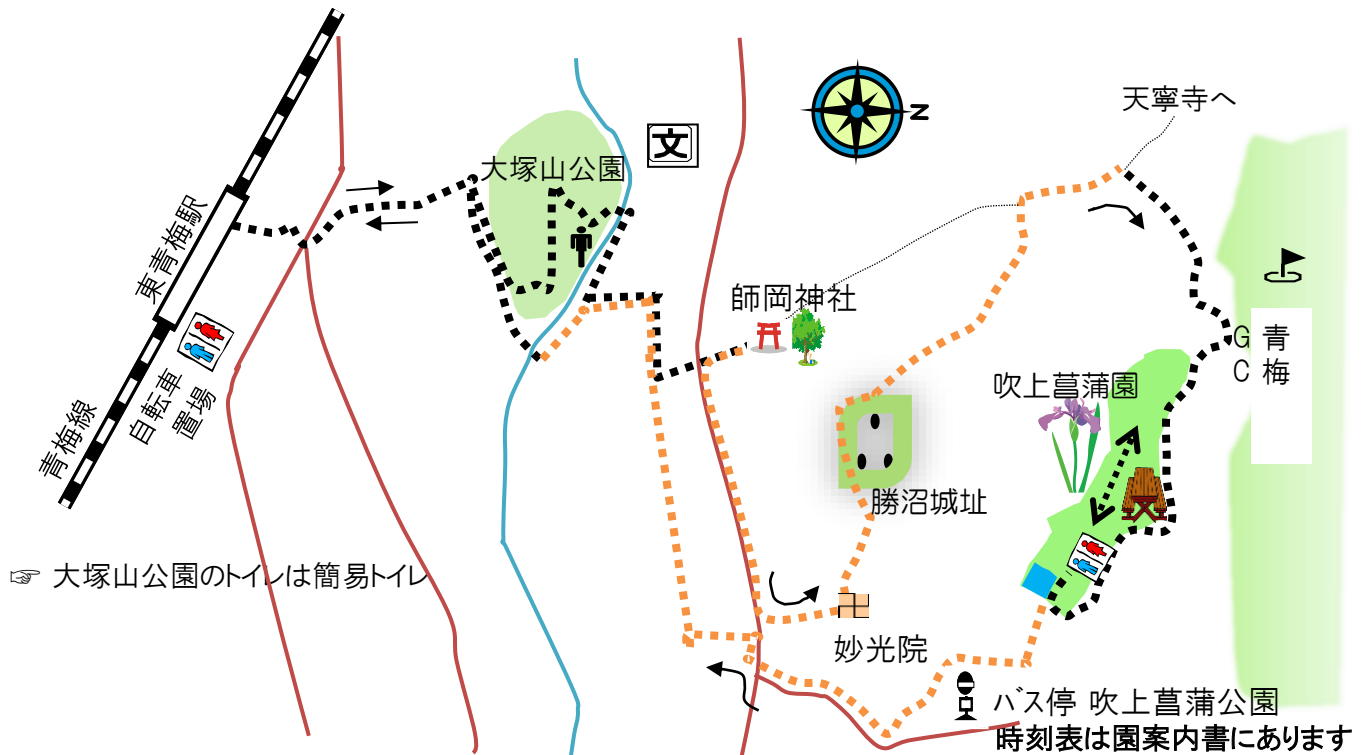 天寧寺へ
N
文
大塚山公園
東青梅駅
師岡神社
青梅
GC
自転車
置場
吹上菖蒲園
青梅線
勝沼城址
☞ 大塚山公園のトイレは簡易トイレ
卍
妙光院
バス停 吹上菖蒲公園
時刻表は園案内書にあります